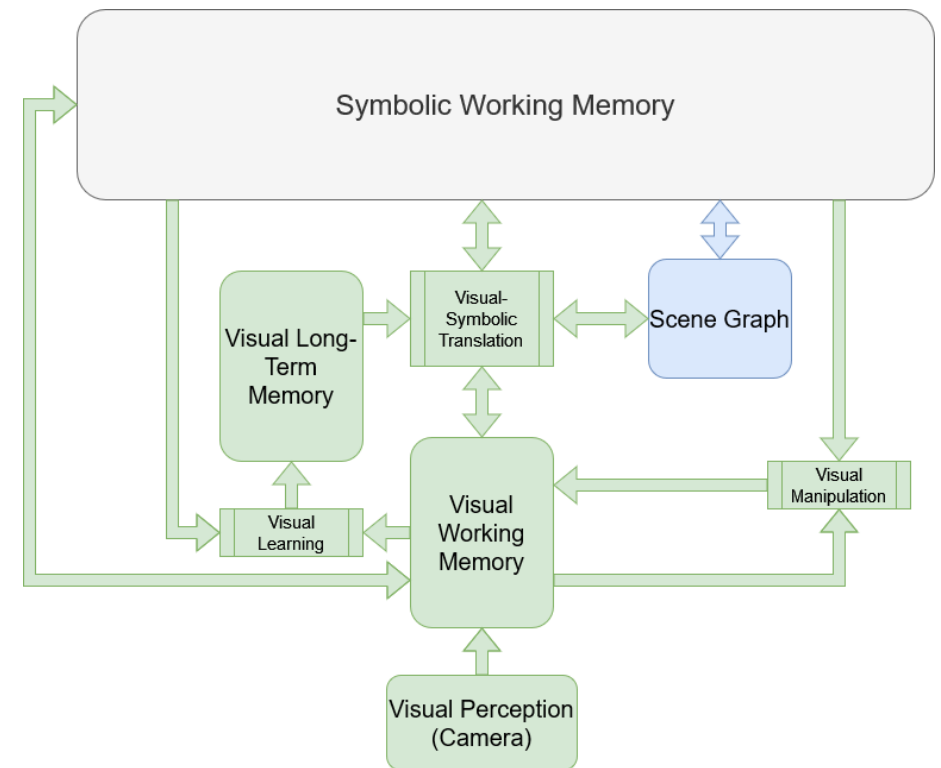 Symbolic Working Memory
Visual-
Symbolic
Translation
Scene Graph
Visual Long-
Term
Memory
Visual
Manipulation
Visual
Working
Memory
Visual
Learning
Visual Perception
(Camera)